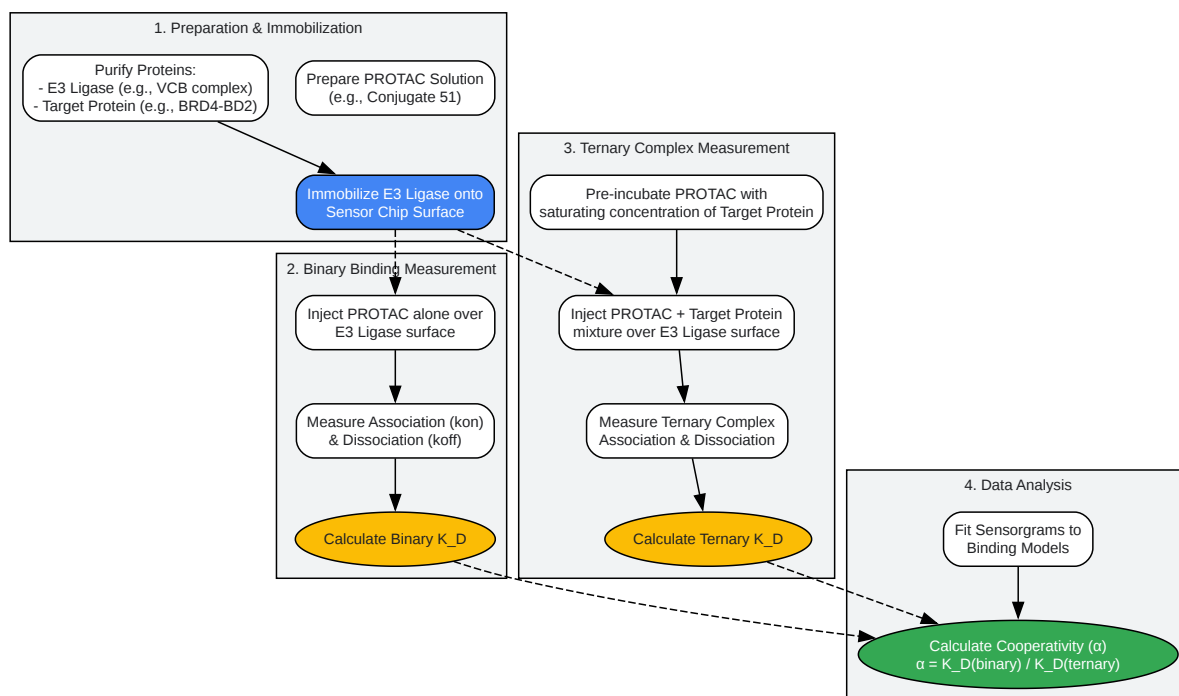 1. Preparation & Immobilization
Purify Proteins:
- E3 Ligase (e.g., VCB complex)
- Target Protein (e.g., BRD4-BD2)
Prepare PROTAC Solution
(e.g., Conjugate 51)
Immobilize E3 Ligase onto
Sensor Chip Surface
2. Binary Binding Measurement
Inject PROTAC alone over
E3 Ligase surface
Measure Association (kon)
& Dissociation (koff)
Calculate Binary K_D
3. Ternary Complex Measurement
Pre-incubate PROTAC with
saturating concentration of Target Protein
Inject PROTAC + Target Protein
mixture over E3 Ligase surface
Measure Ternary Complex
Association & Dissociation
Calculate Ternary K_D
4. Data Analysis
Fit Sensorgrams to
Binding Models
Calculate Cooperativity (α)
α = K_D(binary) / K_D(ternary)